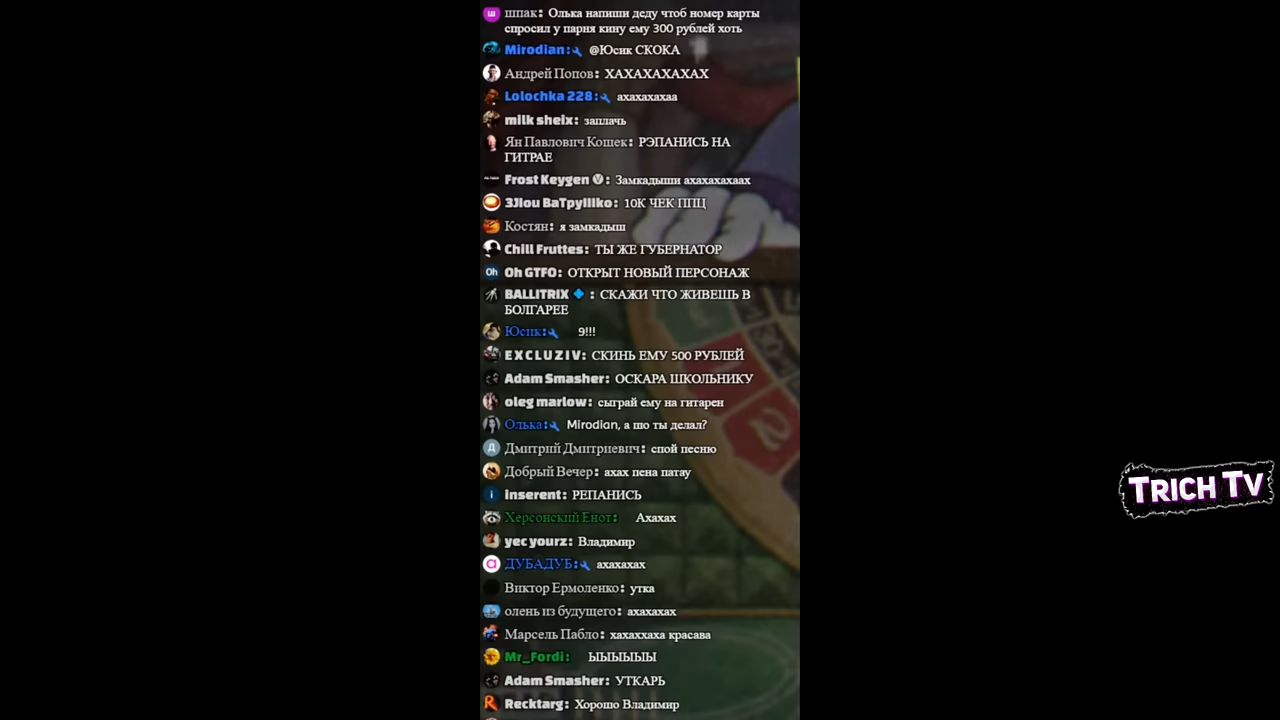 шпак: Олька напиши деду чтоб номер карты
спросил у парня кину ему 300 рублей хоть
Mirodian: @Юсик СКОКА
Андрей Попов: ХАХАХАХАХАХ
Lolochka 228: ахахахахаа
milk sheix: заплачь
Ян Павлович Кошек: РЭПАНИСЬ НА
ГИТРАЕ
Frost Keygen: Замкадыши ахахахахаах
3JIou BaTpyIIIko: 10К ЧЕК ППЦ
Костян: я замкадыш
Chill Fruttes: ТЫ ЖЕ ГУБЕРНАТОР
Oh Oh GTFO: ОТКРЫТ НОВЫЙ ПЕРСОНАЖ
BALLITRIX : СКАЖИ ЧТО ЖИВЕШЬ В
БОЛГАРЕЕ
Юсик: 9!!!
EXCLUZIV: СКИНЬ ЕМУ 500 РУБЛЕЙ
Adam Smasher: ОСКАРА ШКОЛЬНИКУ
oleg marlow: сыграй ему на гитарен
Олька: Mirodian, а шо ты делал?
Д Дмитрий Дмитриевич: спой песню
Добрый Вечер: ахах пена патау
i inserent: РЕПАНИСЬ
Херсонский Енот: Ахахах
yec yourz: Владимир
ДУБАДУБ: ахахахах
Виктор Ермоленко: утка
олень из будущего: ахахахах
Марсель Пабло: хахаххаха красава
Mr_Fordi: ЫЫЫЫЫЫ
Adam Smasher: УТКАРЬ
Recktarg: Хорошо Владимир
TRICH TV